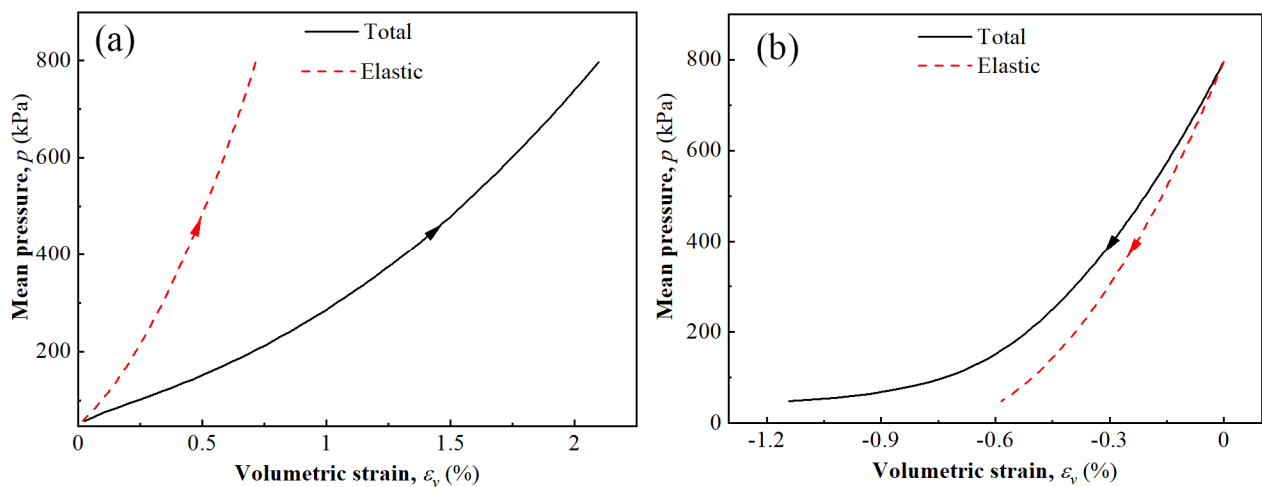 (a)
Total
Elastic
800
600
400
200
Mean pressure, p (kPa)
0 0.5 1 1.5 2
Volumetric strain, εv (%)
(b)
Total
Elastic
800
600
400
200
0
Mean pressure, p (kPa)
-1.2 -0.9 -0.6 -0.3 0
Volumetric strain, εv (%)